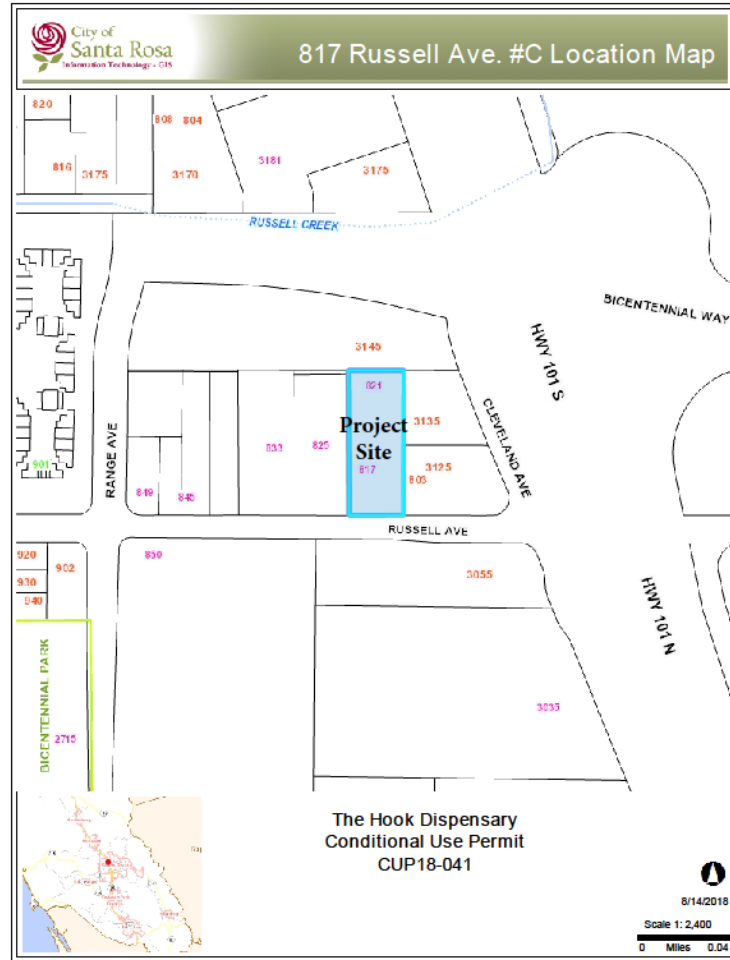 City of
Santa Rosa
Information Technology - GIS
817 Russell Ave. #C Location Map
820
808 804
816
3175
3170
3181
3175
RUSSELL CREEK
BICENTENNIAL WAY
3145
HWY 101 S
821
Project
Site
817
3135
CLEVELAND AVE
RANGE AVE
833
825
3125
803
901
849
845
RUSSELL AVE
920
902
930
940
850
3055
HWY 101 N
BICENTENNIAL PARK
2715
3035
The Hook Dispensary
Conditional Use Permit
CUP18-041
8/14/2018
Scale 1: 2,400
0 Miles 0.04